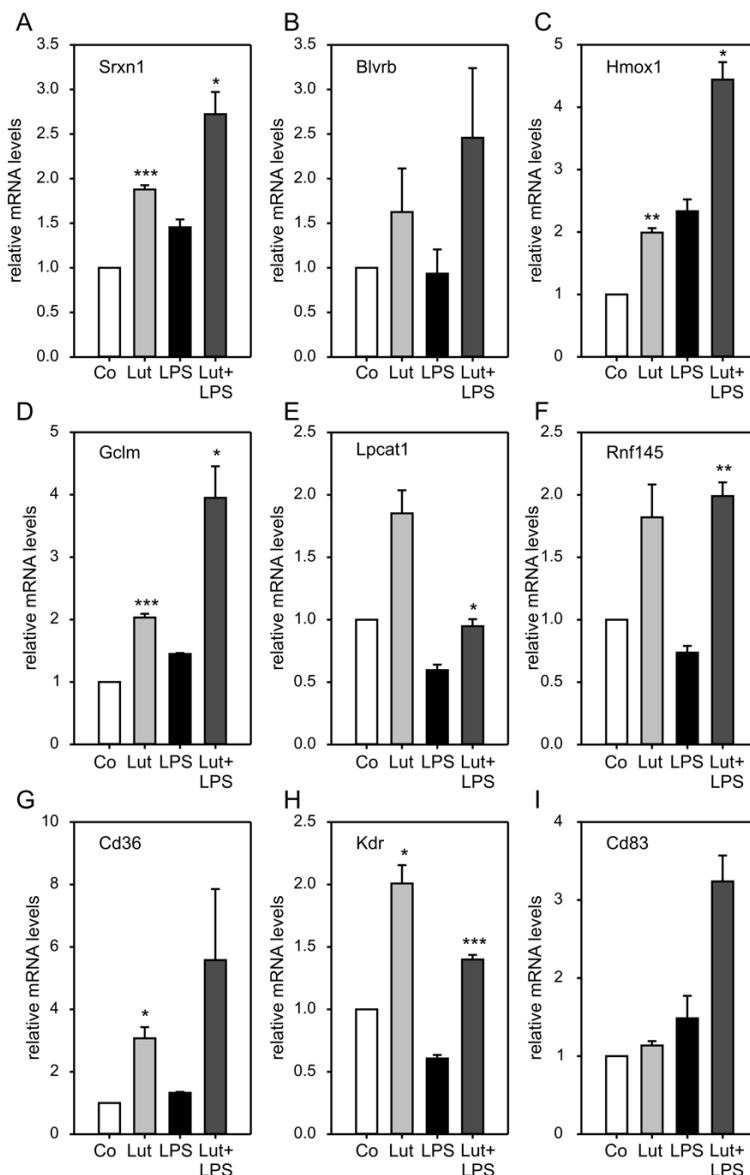 A
B
C
3.5
3.0
2.5
2.0
1.5
1.0
0.5
0.0
relative mRNA levels
Srxn1
***
*
Co Lut LPS Lut+
LPS
3.5
3.0
2.5
2.0
1.5
1.0
0.5
0.0
relative mRNA levels
Blvrb
Co Lut LPS Lut+
LPS
5
4
3
2
1
0
relative mRNA levels
Hmox1
**
*
Co Lut LPS Lut+
LPS
D
E
F
5
4
4
2
1
0
relative mRNA levels
Gclm
***
*
Co Lut LPS Lut+
LPS
2.5
2.0
1.5
1.0
0.5
0.0
relative mRNA levels
Lpcat1
*
Co Lut LPS Lut+
LPS
2.5
2.0
1.5
1.0
0.5
0.0
relative mRNA levels
Rnf145
**
Co Lut LPS Lut+
LPS
G
H
I
10
8
6
4
2
0
relative mRNA levels
Cd36
*
Co Lut LPS Lut+
LPS
2.5
2.0
1.5
1.0
0.5
0.0
relative mRNA levels
Kdr
*
***
Co Lut LPS Lut+
LPS
4
3
2
1
0
relative mRNA levels
Cd83
Co Lut LPS Lut+
LPS